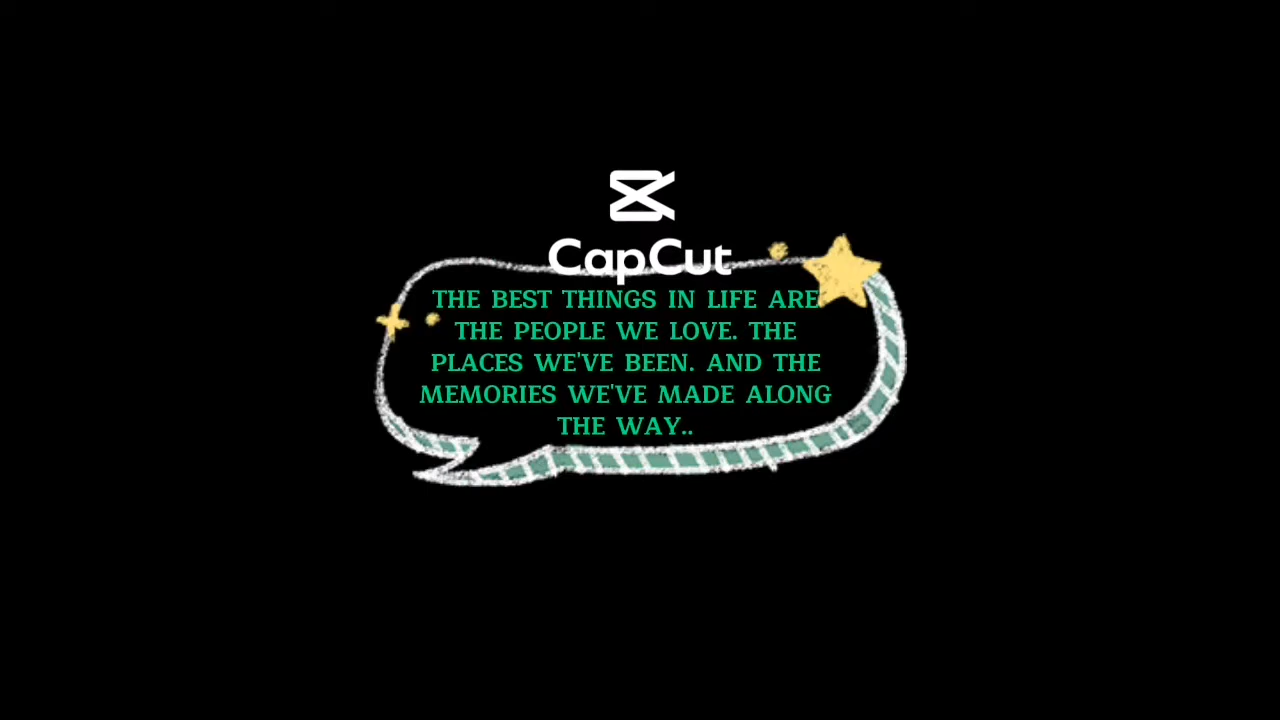 CapCut
THE BEST THINGS IN LIFE ARE
THE PEOPLE WE LOVE. THE
PLACES WE'VE BEEN. AND THE
MEMORIES WE'VE MADE ALONG
THE WAY..